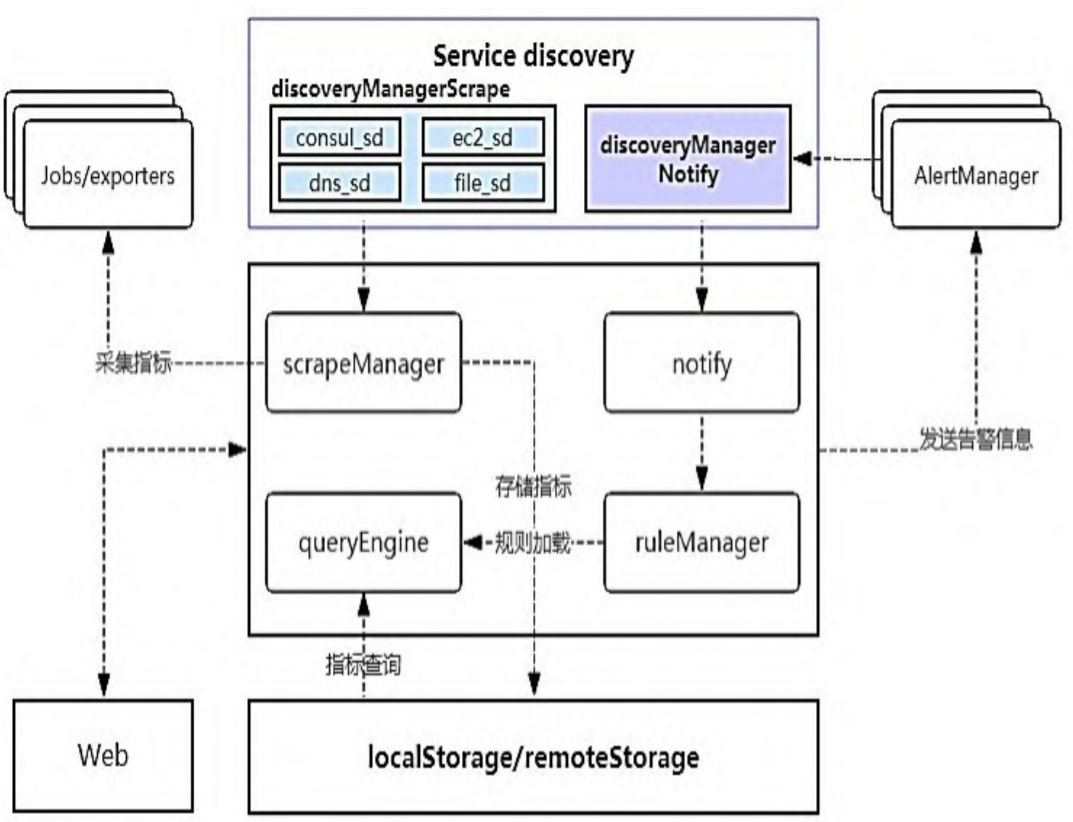 Service discovery
discoveryManagerScrape
consul_sd
ec2_sd
dns_sd
file_sd
discoveryManager
Notify
Jobs/exporters
AlertManager
scrapeManager
notify
采集指标
发送告警信息
存储指标
queryEngine
规则加载
ruleManager
指标查询
Web
localStorage/remoteStorage